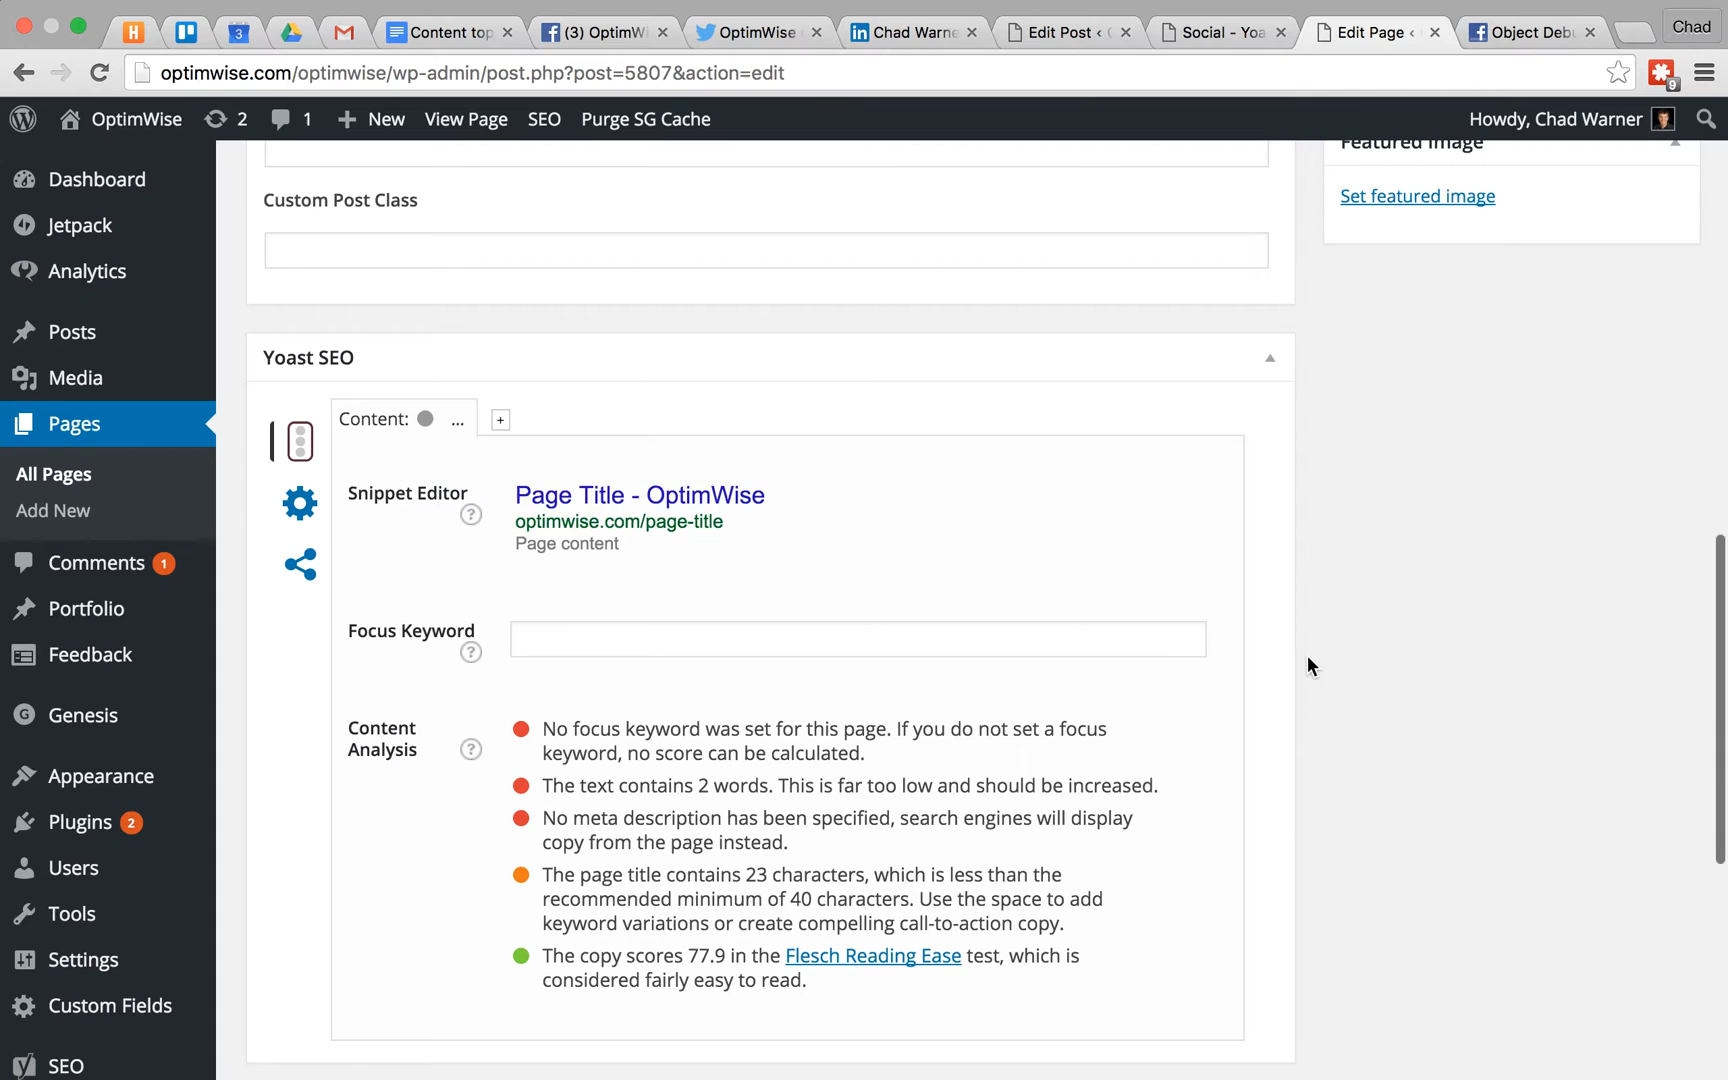 H
3
Content top
(3) OptimWi
OptimWise
Chad Warne
Edit Post ‹
Social - Yoa
Edit Page ‹
Object Deb
Chad
optimwise.com/optimwise/wp-admin/post.php?post=5807&action=edit
9
OptimWise
2
1
New
View Page
SEO
Purge SG Cache
Howdy, Chad Warner
Dashboard
Jetpack
Analytics
Posts
Media
Pages
All Pages
Add New
Comments 1
Portfolio
Feedback
Genesis
Appearance
Plugins 2
Users
Tools
Settings
Custom Fields
SEO
Custom Post Class
Yoast SEO
Content: ...
+
Snippet Editor
?
Page Title - OptimWise
optimwise.com/page-title
Page content
Focus Keyword
?
Content
Analysis
?
No focus keyword was set for this page. If you do not set a focus
keyword, no score can be calculated.
The text contains 2 words. This is far too low and should be increased.
No meta description has been specified, search engines will display
copy from the page instead.
The page title contains 23 characters, which is less than the
recommended minimum of 40 characters. Use the space to add
keyword variations or create compelling call-to-action copy.
The copy scores 77.9 in the Flesch Reading Ease test, which is
considered fairly easy to read.
Featured Image
Set featured image